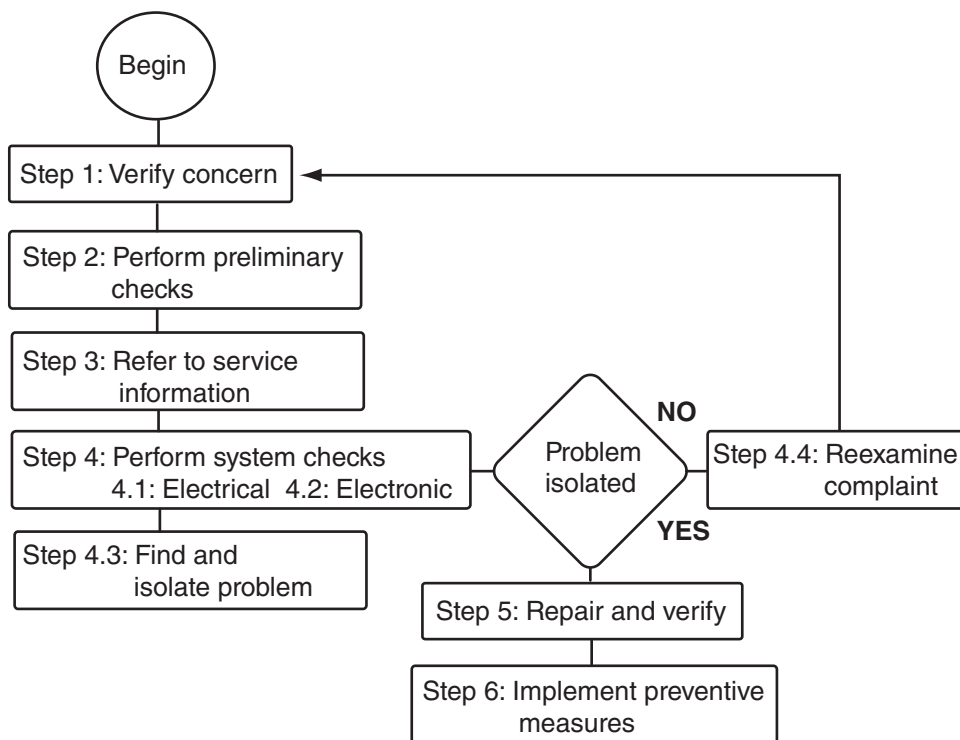 Begin
Step 1: Verify concern
Step 2: Perform preliminary
checks
Step 3: Refer to service
information
Step 4: Perform system checks
4.1: Electrical 4.2: Electronic
Step 4.3: Find and
isolate problem
Problem
isolated
NO
YES
Step 4.4: Reexamine
complaint
Step 5: Repair and verify
Step 6: Implement preventive
measures